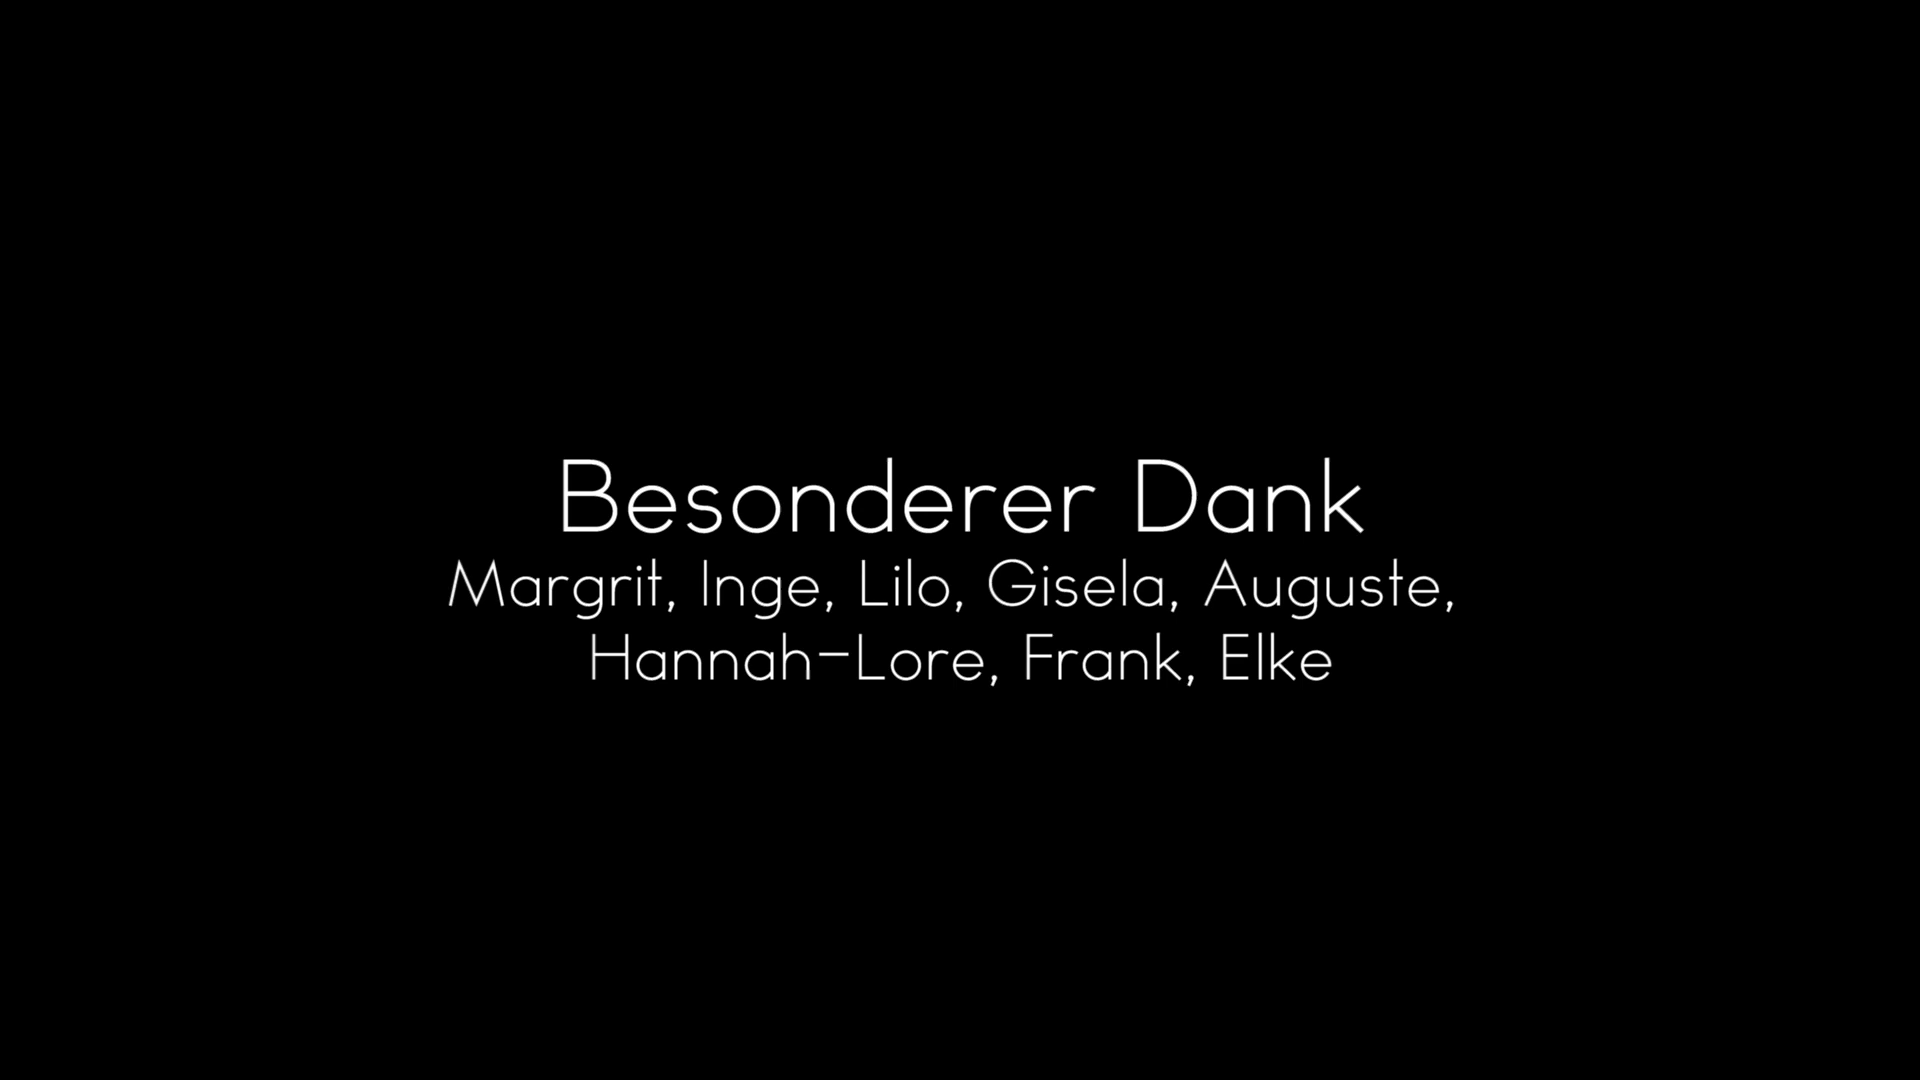 Besonderer Dank
Margrit, Inge, Lilo, Gisela, Auguste,
Hannah-Lore, Frank, Elke